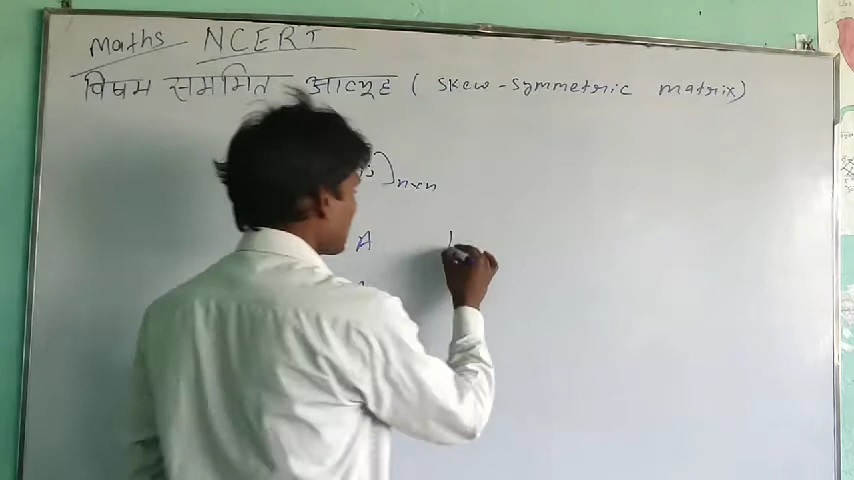 Maths NCERT
विषम सममित आव्यूह ( skew-symmetric matrix)
]n×n
A